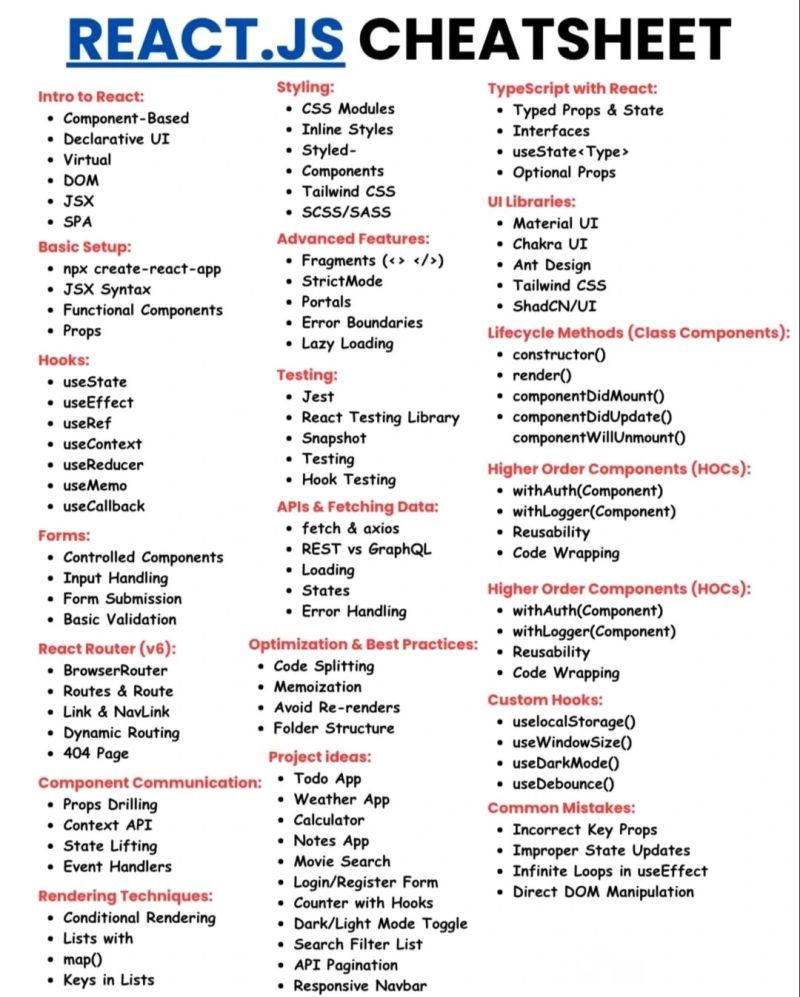 REACT.JS CHEATSHEET
Intro to React:
• Component-Based
• Declarative UI
• Virtual
• DOM
• JSX
• SPA
Basic Setup:
• npx create-react-app
• JSX Syntax
• Functional Components
• Props
Hooks:
• useState
• useEffect
• useRef
• useContext
• useReducer
• useMemo
• useCallback
Forms:
• Controlled Components
• Input Handling
• Form Submission
• Basic Validation
React Router (v6):
• BrowserRouter
• Routes & Route
• Link & NavLink
• Dynamic Routing
• 404 Page
Component Communication:
• Props Drilling
• Context API
• State Lifting
• Event Handlers
Rendering Techniques:
• Conditional Rendering
• Lists with
• map()
• Keys in Lists
Styling:
• CSS Modules
• Inline Styles
• Styled-
• Components
• Tailwind CSS
• SCSS/SASS
Advanced Features:
• Fragments (<> </>)
• StrictMode
• Portals
• Error Boundaries
• Lazy Loading
Testing:
• Jest
• React Testing Library
• Snapshot
• Testing
• Hook Testing
APIs & Fetching Data:
• fetch & axios
• REST vs GraphQL
• Loading
• States
• Error Handling
Optimization & Best Practices:
• Code Splitting
• Memoization
• Avoid Re-renders
• Folder Structure
Project ideas:
• Todo App
• Weather App
• Calculator
• Notes App
• Movie Search
• Login/Register Form
• Counter with Hooks
• Dark/Light Mode Toggle
• Search Filter List
• API Pagination
• Responsive Navbar
TypeScript with React:
• Typed Props & State
• Interfaces
• useState<Type>
• Optional Props
UI Libraries:
• Material UI
• Chakra UI
• Ant Design
• Tailwind CSS
• ShadCN/UI
Lifecycle Methods (Class Components):
• constructor()
• render()
• componentDidMount()
• componentDidUpdate()
componentWillUnmount()
Higher Order Components (HOCs):
• withAuth(Component)
• withLogger(Component)
• Reusability
• Code Wrapping
Higher Order Components (HOCs):
• withAuth(Component)
• withLogger(Component)
• Reusability
• Code Wrapping
Custom Hooks:
• uselocalStorage()
• useWindowSize()
• useDarkMode()
• useDebounce()
Common Mistakes:
• Incorrect Key Props
• Improper State Updates
• Infinite Loops in useEffect
• Direct DOM Manipulation